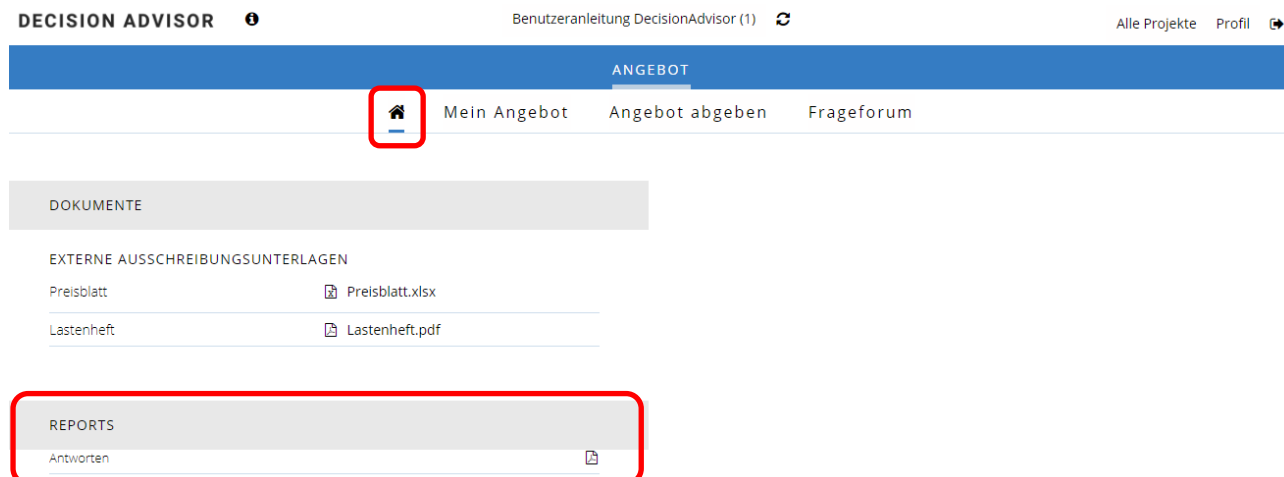 DECISION ADVISOR Benutzeranleitung DecisionAdvisor (1) Alle Projekte Profil
ANGEBOT
Mein Angebot Angebot abgeben Frageforum
DOKUMENTE
EXTERNE AUSSCHREIBUNGSUNTERLAGEN
Preisblatt Preisblatt.xlsx
Lastenheft Lastenheft.pdf
REPORTS
Antworten